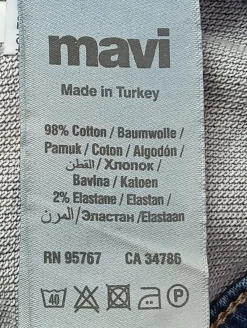 mavi
Made in Turkey
98% Cotton / Baumwolle /
Pamuk / Coton / Algodón /
القطن / Хлопок /
Bavlna / Katoen
2% Elastane / Elastan /
المرن / Эластан / Elastaan
RN 95767 CA 34786
40 P